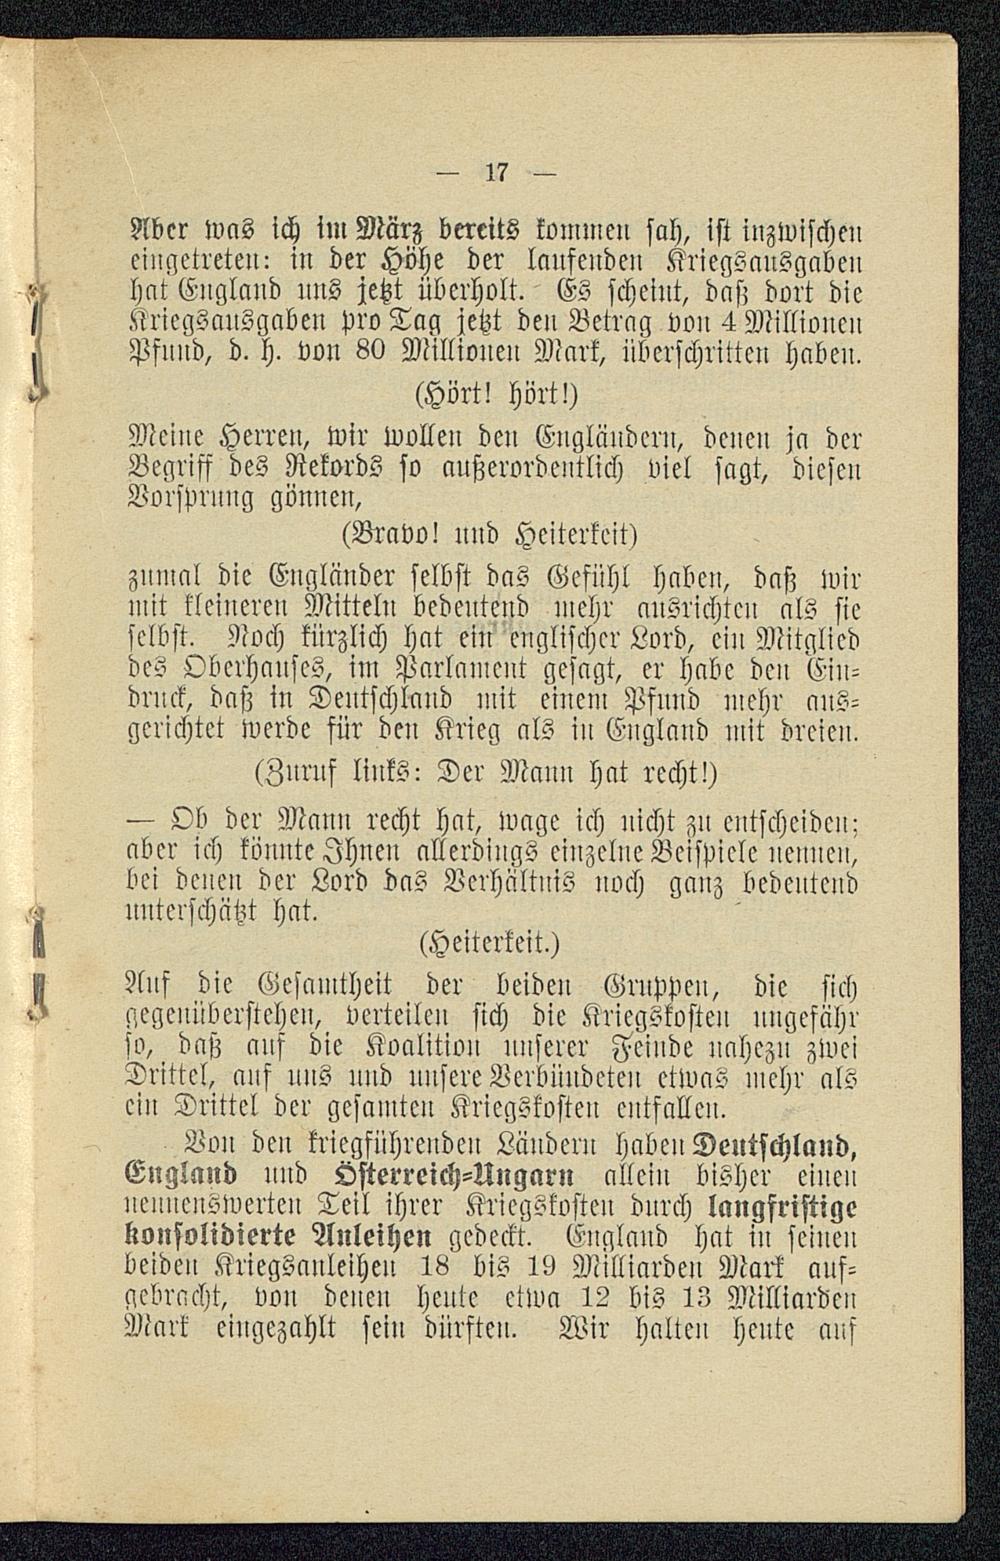 — 17 —
Aber was ich im März bereits kommen sah, ist inzwischen
eingetreten: in der Höhe der laufenden Kriegsausgaben
hat England uns jetzt überholt. Es scheint, daß dort die
Kriegsausgaben pro Tag jetzt den Betrag von 4 Millionen
Pfund, d. h. von 80 Millionen Mark, überschritten haben.
(Hört! hört!)
Meine Herren, wir wollen den Engländern, denen ja der
Begriff des Rekords so außerordentlich viel sagt, diesen
Vorsprung gönnen,
(Bravo! und Heiterkeit)
zumal die Engländer selbst das Gefühl haben, daß wir
mit kleineren Mitteln bedeutend mehr ausrichten als sie
selbst. Noch kürzlich hat ein englischer Lord, ein Mitglied
des Oberhauses, im Parlament gesagt, er habe den Ein-
druck, daß in Deutschland mit einem Pfund mehr aus-
gerichtet werde für den Krieg als in England mit dreien.
(Zuruf links: Der Mann hat recht!)
— Ob der Mann recht hat, wage ich nicht zu entscheiden;
aber ich könnte Ihnen allerdings einzelne Beispiele nennen,
bei denen der Lord das Verhältnis noch ganz bedeutend
unterschätzt hat.
(Heiterkeit.)
Auf die Gesamtheit der beiden Gruppen, die sich
gegenüberstehen, verteilen sich die Kriegskosten ungefähr
so, daß auf die Koalition unserer Feinde nahezu zwei
Drittel, auf uns und unsere Verbündeten etwas mehr als
ein Drittel der gesamten Kriegskosten entfallen.
Von den kriegführenden Ländern haben Deutschland,
England und Österreich-Ungarn allein bisher einen
nennenswerten Teil ihrer Kriegskosten durch langfristige
konsolidierte Anleihen gedeckt. England hat in seinen
beiden Kriegsanleihen 18 bis 19 Milliarden Mark auf-
gebracht, von denen heute etwa 12 bis 13 Milliarden
Mark eingezahlt sein dürften. Wir halten heute auf